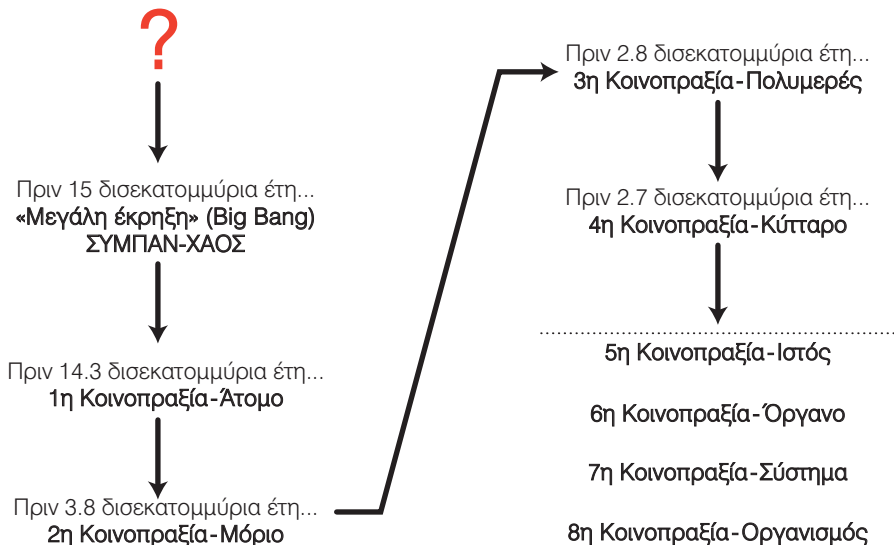 ?
Πριν 15 δισεκατομμύρια έτη...
«Μεγάλη έκρηξη» (Big Bang)
ΣΥΜΠΑΝ-ΧΑΟΣ
Πριν 14.3 δισεκατομμύρια έτη...
1η Κοινοπραξία-Άτομο
Πριν 3.8 δισεκατομμύρια έτη...
2η Κοινοπραξία-Μόριο
Πριν 2.8 δισεκατομμύρια έτη...
3η Κοινοπραξία-Πολυμερές
Πριν 2.7 δισεκατομμύρια έτη...
4η Κοινοπραξία-Κύτταρο
5η Κοινοπραξία-Ιστός
6η Κοινοπραξία-Όργανο
7η Κοινοπραξία-Σύστημα
8η Κοινοπραξία-Οργανισμός